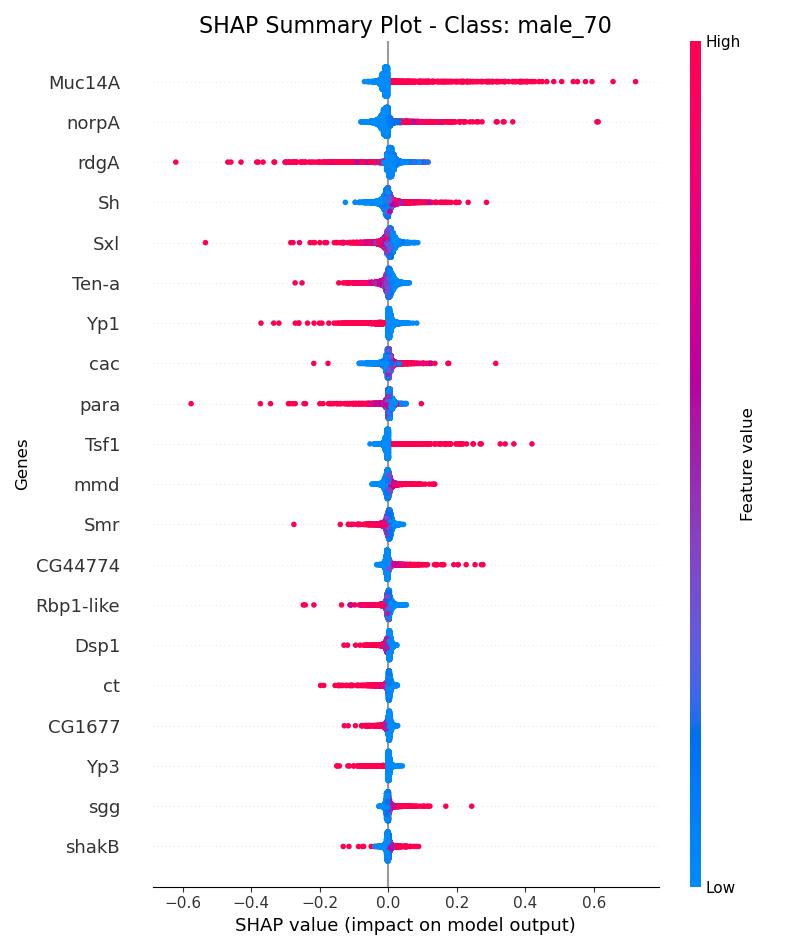 SHAP Summary Plot - Class: male_70
High
Muc14A
norpA
rdgA
Sh
Sxl
Ten-a
Yp1
cac
para
Tsf1
mmd
Smr
CG44774
Rbp1-like
Dsp1
ct
CG1677
Yp3
sgg
shakB
Genes
Feature value
Low
−0.6 −0.4 −0.2 0.0 0.2 0.4 0.6
SHAP value (impact on model output)